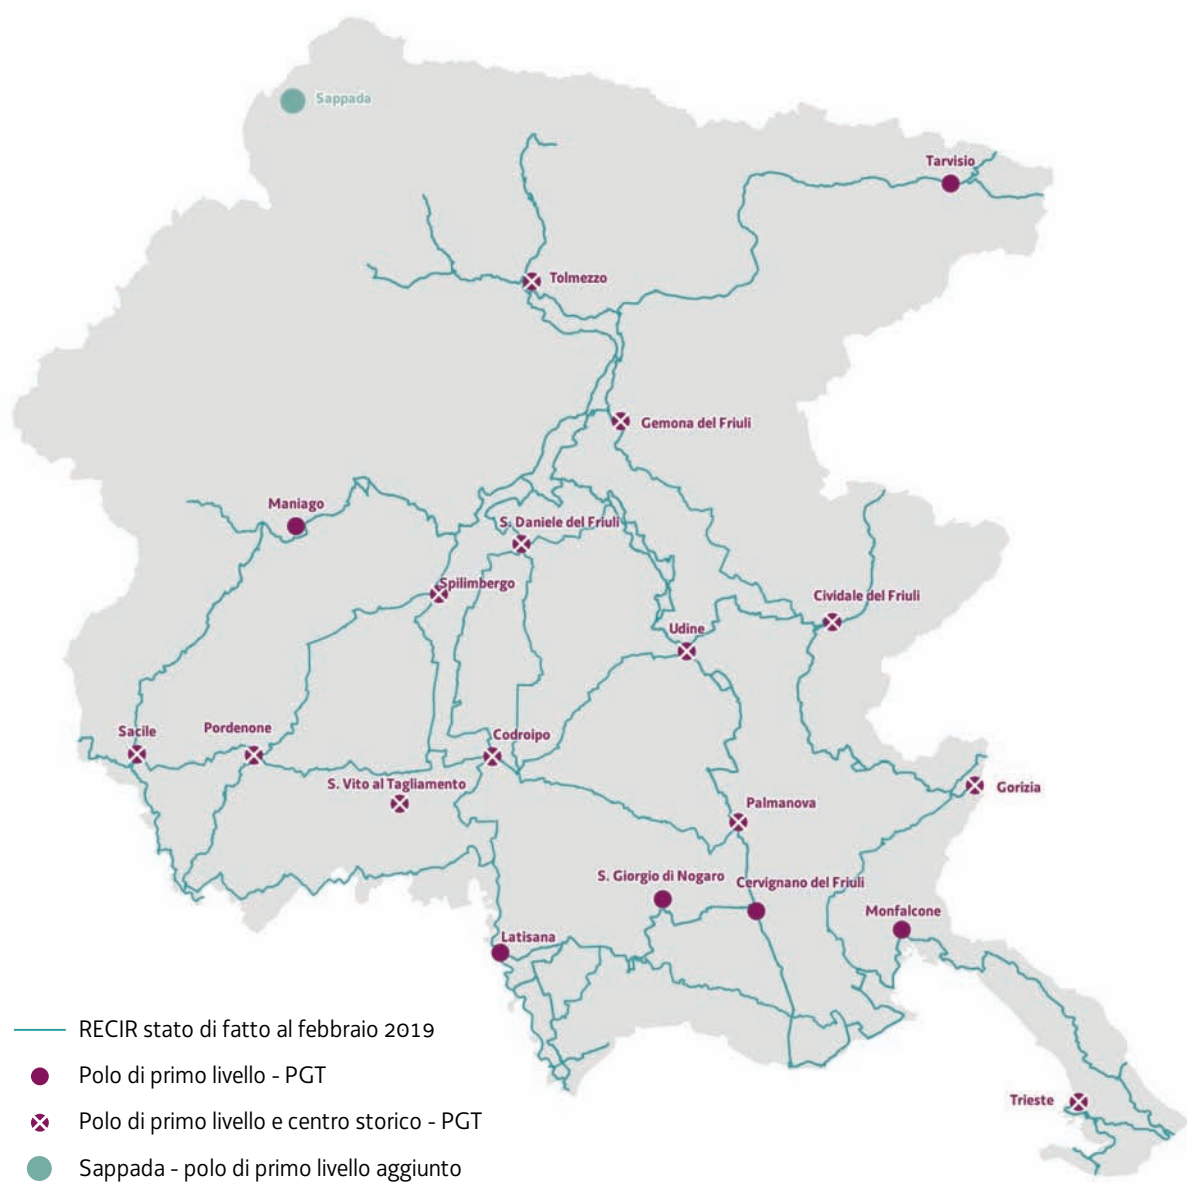 Sappada
Tarvisio
Tolmezzo
Gemona del Friuli
Maniago
S. Daniele del Friuli
Spilimbergo
Cividale del Friuli
Udine
Sacile
Pordenone
Codroipo
S. Vito al Tagliamento
Gorizia
Palmanova
S. Giorgio di Nogaro
Cervignano del Friuli
Monfalcone
Latisana
Trieste
RECIR stato di fatto al febbraio 2019
Polo di primo livello - PGT
Polo di primo livello e centro storico - PGT
Sappada - polo di primo livello aggiunto